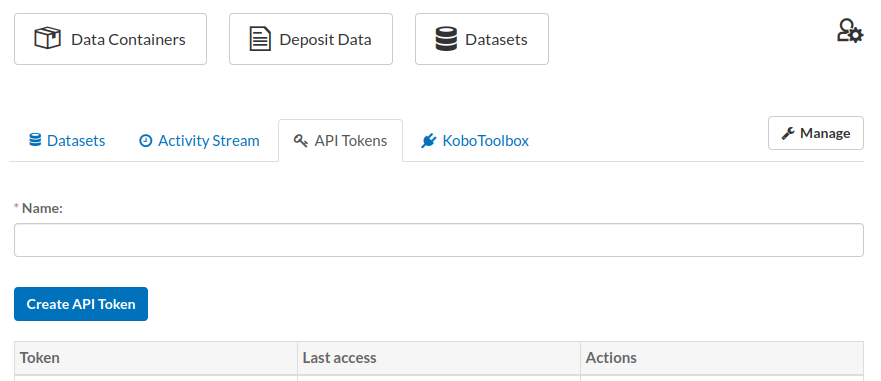 Data Containers Deposit Data Datasets
Datasets Activity Stream API Tokens KoboToolbox Manage
* Name:
Create API Token
Token Last access Actions